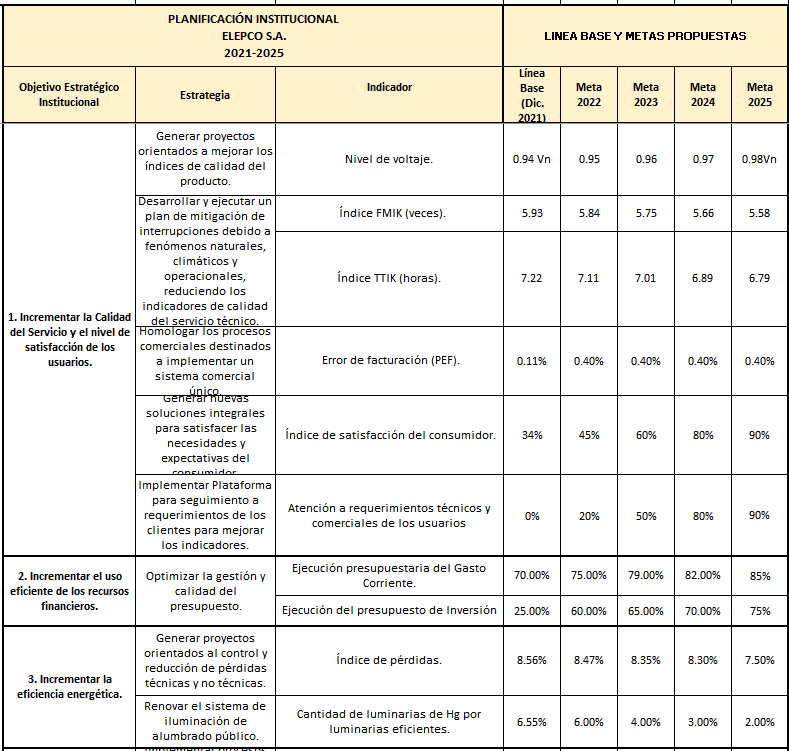 PLANIFICACIÓN INSTITUCIONAL
ELEPCO S.A.
2021-2025
LINEA BASE Y METAS PROPUESTAS
Objetivo Estratégico
Institucional
Estrategia
Indicador
Línea
Base
(Dic.
2021)
Meta
2022
Meta
2023
Meta
2024
Meta
2025
1. Incrementar la Calidad
del Servicio y el nivel de
satisfacción de los
usuarios.
Generar proyectos
orientados a mejorar los
índices de calidad del
producto.
Nivel de voltaje.
0.94 Vn
0.95
0.96
0.97
0.98Vn
Desarrollar y ejecutar un
plan de mitigación de
interrupciones debido a
fenómenos naturales,
climáticos y
operacionales,
reduciendo los
indicadores de calidad
del servicio técnico.
Índice FMIK (veces).
5.93
5.84
5.75
5.66
5.58
Índice TTIK (horas).
7.22
7.11
7.01
6.89
6.79
Homologar los procesos
comerciales destinados
a implementar un
sistema comercial
único.
Error de facturación (PEF).
0.11%
0.40%
0.40%
0.40%
0.40%
Generar nuevas
soluciones integrales
para satisfacer las
necesidades y
expectativas del
consumidor
Índice de satisfacción del consumidor.
34%
45%
60%
80%
90%
Implementar Plataforma
para seguimiento a
requerimientos de los
clientes para mejorar
los indicadores.
Atención a requerimientos técnicos y
comerciales de los usuarios
0%
20%
50%
80%
90%
2. Incrementar el uso
eficiente de los recursos
financieros.
Optimizar la gestión y
calidad del
presupuesto.
Ejecución presupuestaria del Gasto
Corriente.
70.00%
75.00%
79.00%
82.00%
85%
Ejecución del presupuesto de Inversión
25.00%
60.00%
65.00%
70.00%
75%
3. Incrementar la
eficiencia energética.
Generar proyectos
orientados al control y
reducción de pérdidas
técnicas y no técnicas.
Índice de pérdidas.
8.56%
8.47%
8.35%
8.30%
7.50%
Renovar el sistema de
iluminación de
alumbrado público.
Cantidad de luminarias de Hg por
luminarias eficientes.
6.55%
6.00%
4.00%
3.00%
2.00%